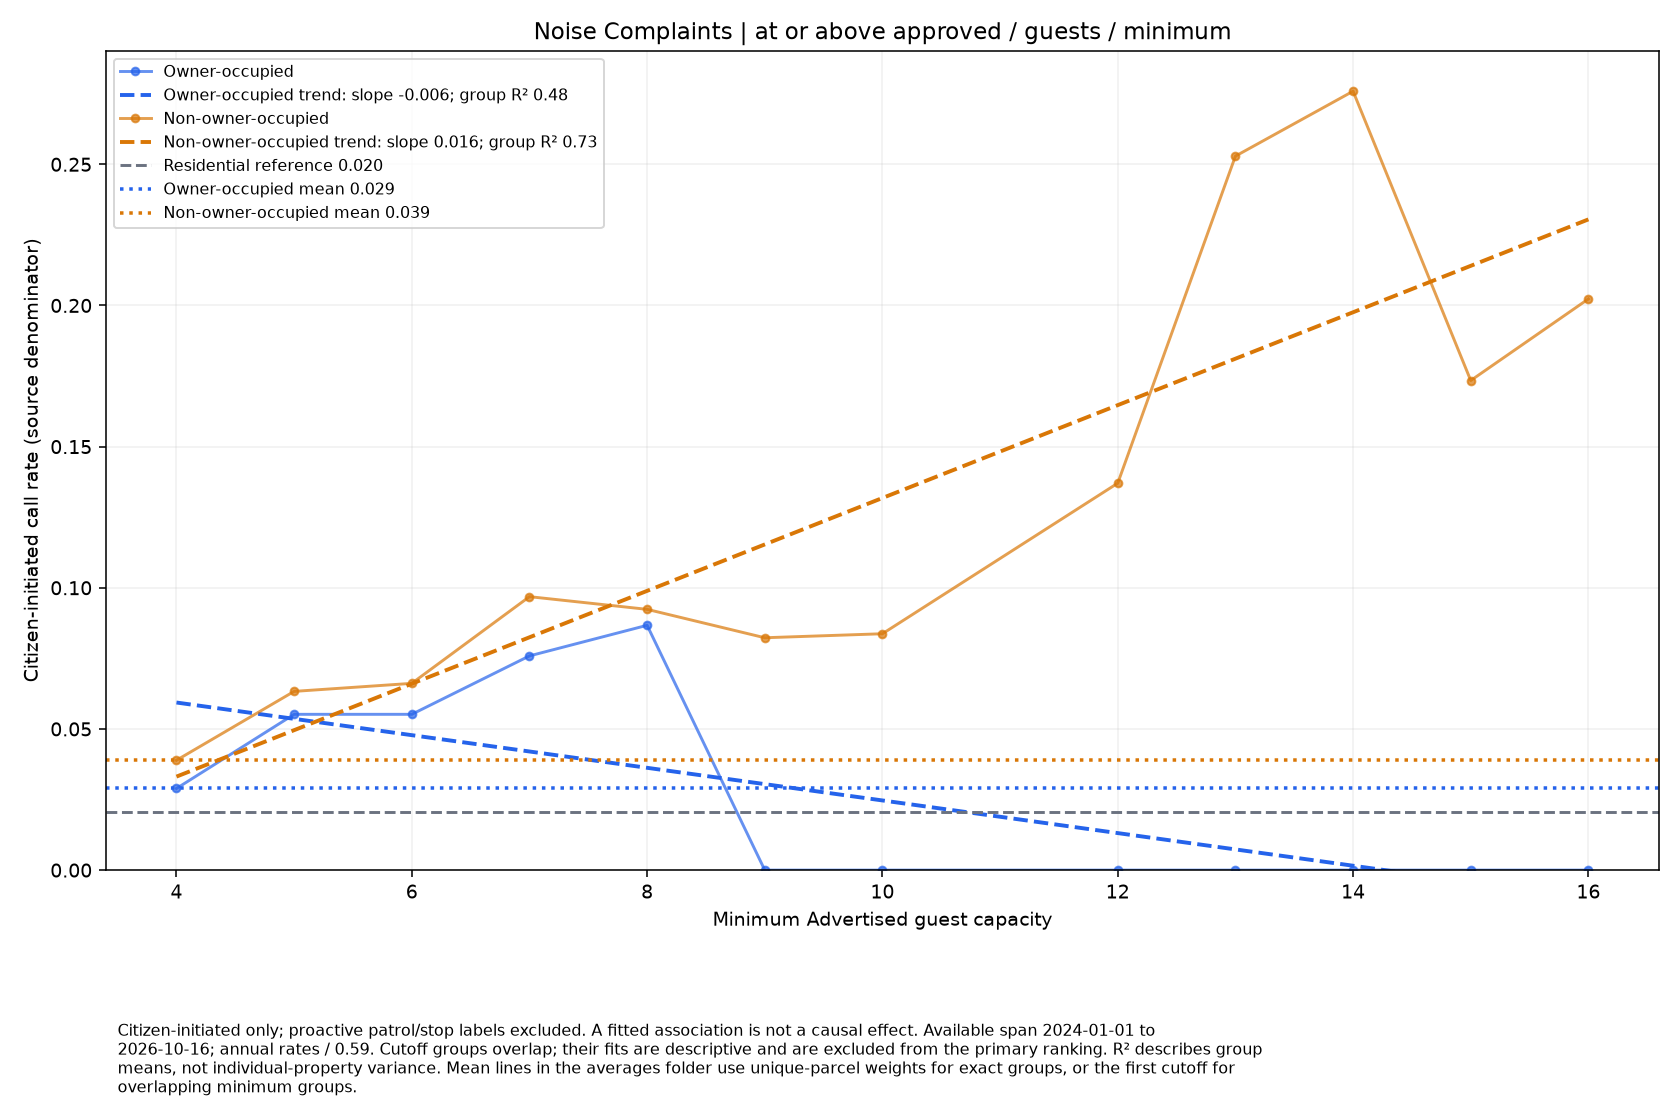 Noise Complaints | at or above approved / guests / minimum
Owner-occupied
Owner-occupied trend: slope -0.006; group R² 0.48
Non-owner-occupied
Non-owner-occupied trend: slope 0.016; group R² 0.73
Residential reference 0.020
Owner-occupied mean 0.029
Non-owner-occupied mean 0.039
Citizen-initiated call rate (source denominator)
0.25
0.20
0.15
0.10
0.05
0.00
4 6 8 10 12 14 16
Minimum Advertised guest capacity
Citizen-initiated only; proactive patrol/stop labels excluded. A fitted association is not a causal effect. Available span 2024-01-01 to
2026-10-16; annual rates / 0.59. Cutoff groups overlap; their fits are descriptive and are excluded from the primary ranking. R² describes group
means, not individual-property variance. Mean lines in the averages folder use unique-parcel weights for exact groups, or the first cutoff for
overlapping minimum groups.